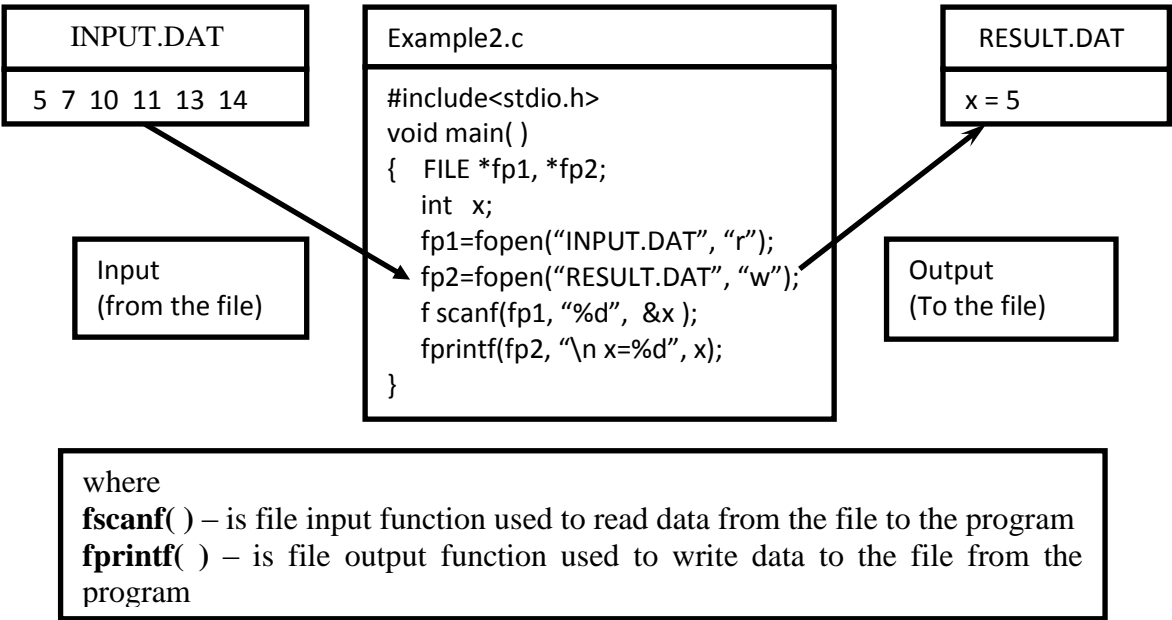 INPUT.DAT
5 7 10 11 13 14
Input
(from the file)
Example2.c
#include<stdio.h>
void main( )
{ FILE *fp1, *fp2;
int x;
fp1=fopen(“INPUT.DAT”, “r”);
fp2=fopen(“RESULT.DAT”, “w”);
f scanf(fp1, “%d”, &x );
fprintf(fp2, “\n x=%d”, x);
}
RESULT.DAT
x = 5
Output
(To the file)
where
fscanf( ) – is file input function used to read data from the file to the program
fprintf( ) – is file output function used to write data to the file from the
program